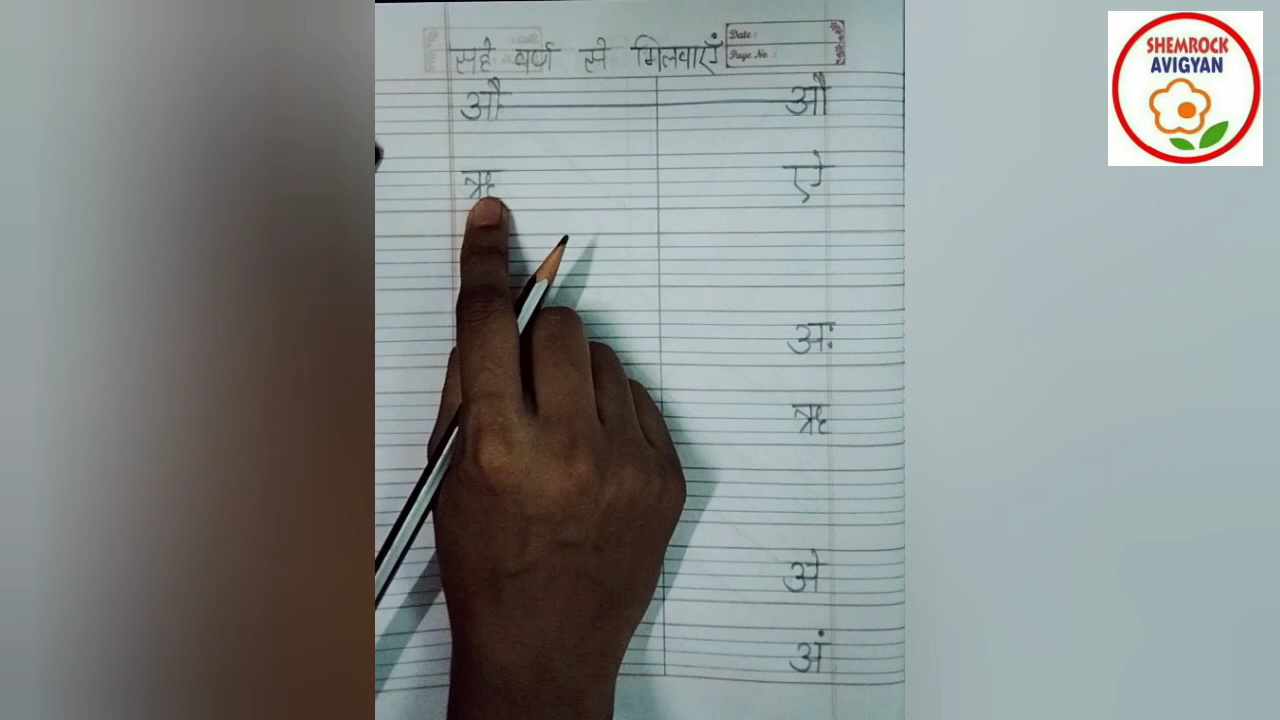 SHEMROCK
AVIGYAN
Date :
Page No :
सहे वर्ण से मिलवाएँ
औ औ
ऋ ऐ
अः
ऋ
अे
अं